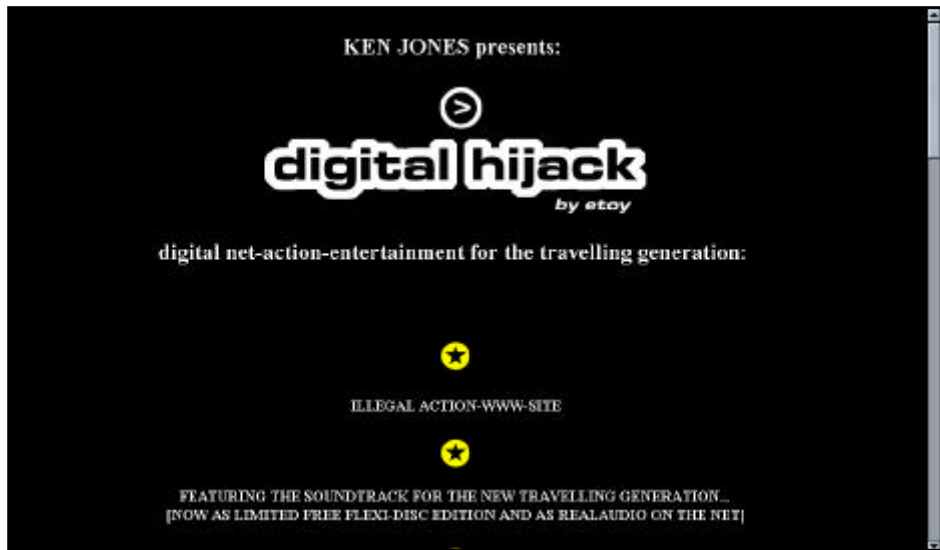 KEN JONES presents:
digital hijack
by etoy
digital net-action-entertainment for the travelling generation:
ILLEGAL ACTION-WWW-SITE
FEATURING THE SOUNDTRACK FOR THE NEW TRAVELLING GENERATION...
[NOW AS LIMITED FREE FLEXI-DISC EDITION AND AS REALAUDIO ON THE NET]